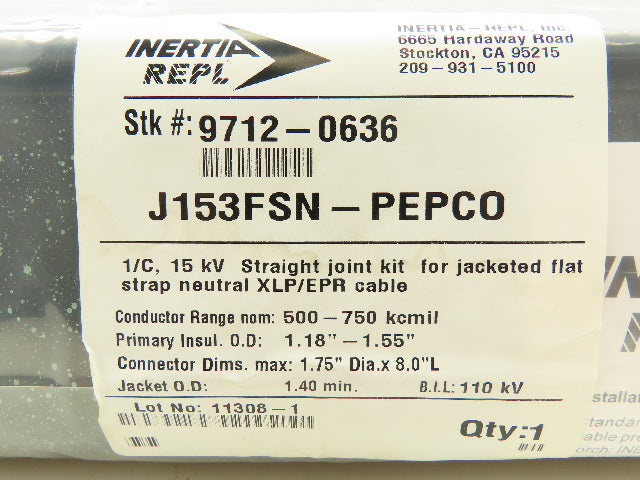 INERTIA
REPL
INERTIA – REPL, Inc.
6665 Hardaway Road
Stockton, CA 95215
209–931–5100
Stk #: 9712–0636
J153FSN – PEPCO
1/C, 15 kV Straight joint kit for jacketed flat
strap neutral XLP/EPR cable
Conductor Range nom: 500–750 kcmil
Primary Insul. O.D: 1.18"–1.55"
Connector Dims. max: 1.75" Dia.x 8.0"L
Jacket O.D: 1.40 min. B.I.L: 110 kV
Lot No: 11308–1
Qty:1